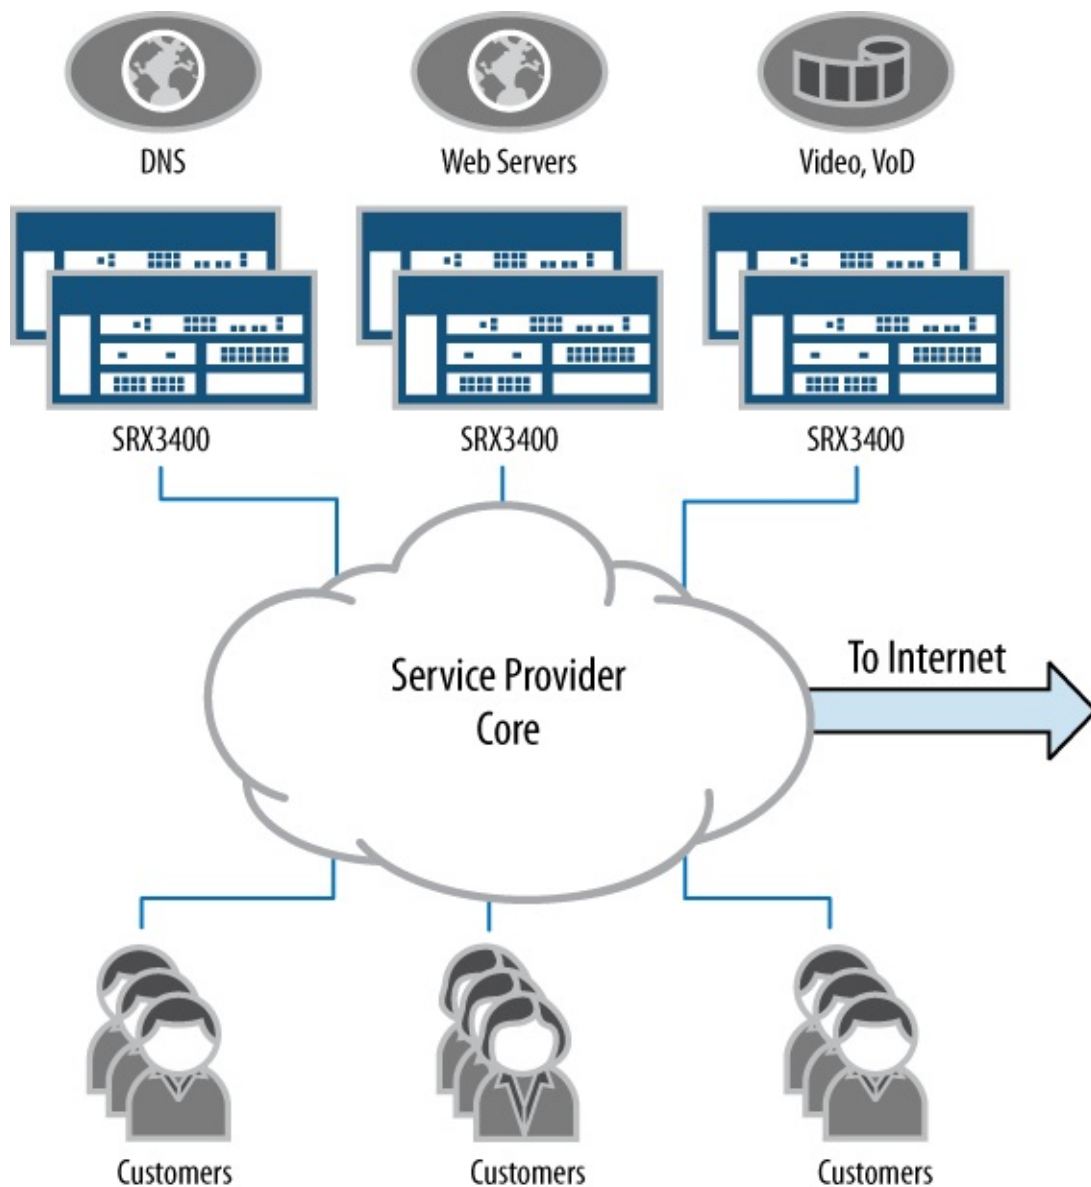 DNS
Web Servers
Video, VoD
SRX3400
SRX3400
SRX3400
Service Provider
Core
To Internet
Customers
Customers
Customers